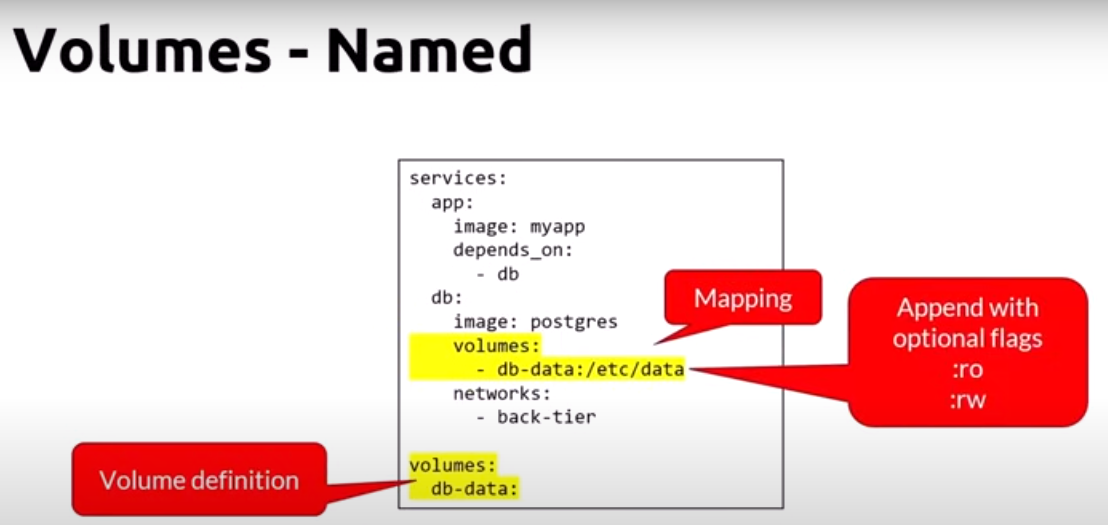 Volumes - Named
services:
  app:
    image: myapp
    depends_on:
      - db
  db:
    image: postgres
    volumes:
      - db-data:/etc/data
    networks:
      - back-tier
volumes:
  db-data:
Mapping
Append with
optional flags
:ro
:rw
Volume definition